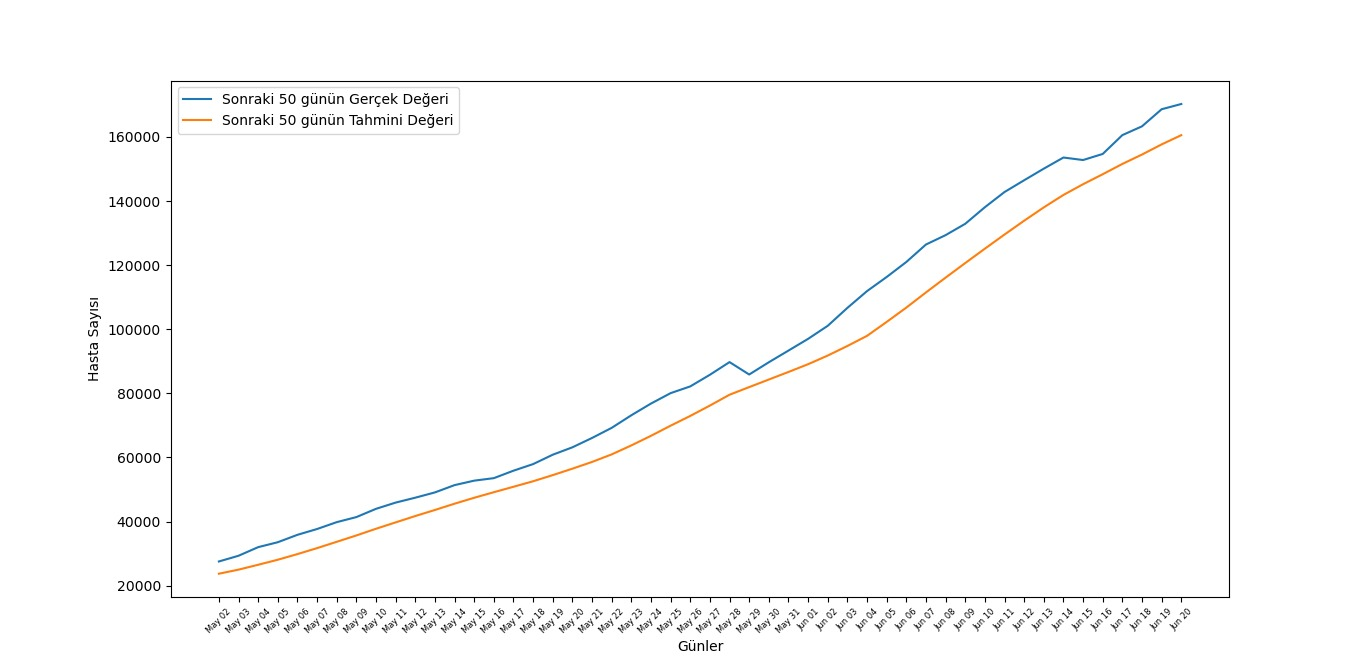 Sonraki 50 günün Gerçek Değeri
Sonraki 50 günün Tahmini Değeri
160000
140000
120000
100000
80000
60000
40000
20000
Hasta Sayısı
May 02 May 03 May 04 May 05 May 06 May 07 May 08 May 09 May 10 May 11 May 12 May 13 May 14 May 15 May 16 May 17 May 18 May 19 May 20 May 21 May 22 May 23 May 24 May 25 May 26 May 27 May 28 May 29 May 30 May 31 Jun 01 Jun 02 Jun 03 Jun 04 Jun 05 Jun 06 Jun 07 Jun 08 Jun 09 Jun 10 Jun 11 Jun 12 Jun 13 Jun 14 Jun 15 Jun 16 Jun 17 Jun 18 Jun 19 Jun 20
Günler